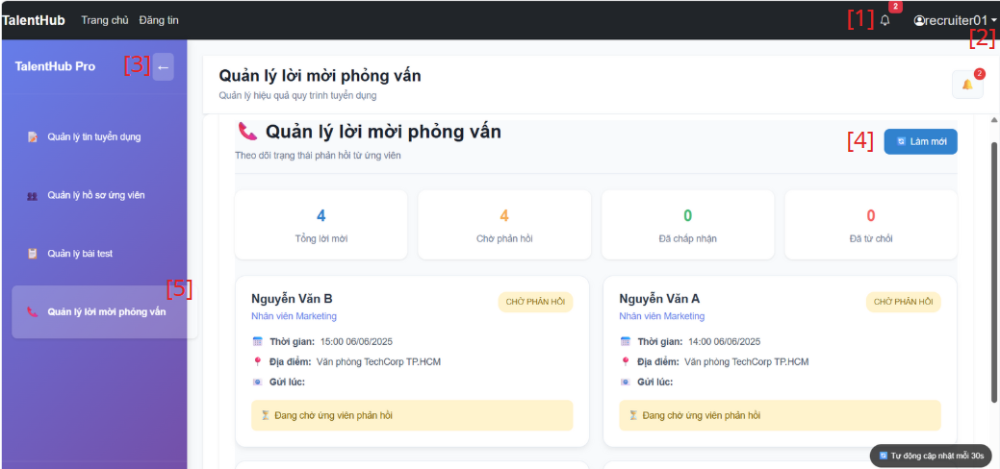 TalentHub Trang chủ Đăng tin [1] 2 recruiter01 [2]
TalentHub Pro [3] ←
Quản lý tin tuyển dụng
Quản lý hồ sơ ứng viên
Quản lý bài test
Quản lý lời mời phỏng vấn [5]
Quản lý lời mời phỏng vấn
Quản lý hiệu quả quy trình tuyển dụng
2
Quản lý lời mời phỏng vấn
Theo dõi trạng thái phản hồi từ ứng viên
[4] Làm mới
4 4 0 0
Tổng lời mời Chờ phản hồi Đã chấp nhận Đã từ chối
Nguyễn Văn B CHỜ PHẢN HỒI
Nhân viên Marketing
Thời gian: 15:00 06/06/2025
Địa điểm: Văn phòng TechCorp TP.HCM
Gửi lúc:
Đang chờ ứng viên phản hồi
Nguyễn Văn A CHỜ PHẢN HỒI
Nhân viên Marketing
Thời gian: 14:00 06/06/2025
Địa điểm: Văn phòng TechCorp TP.HCM
Gửi lúc:
Đang chờ ứng viên phản hồi
Tự động cập nhật mỗi 30s